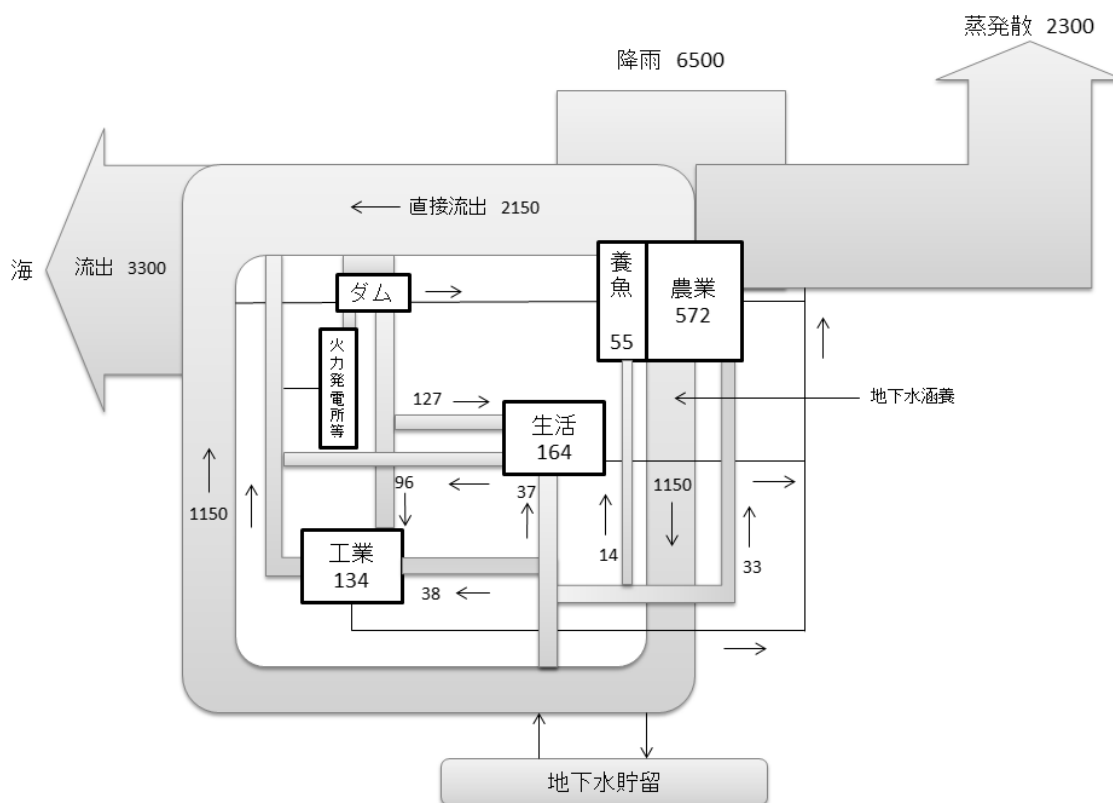 蒸発散 2300
降雨 6500
直接流出 2150
海
流出 3300
養魚
55
農業
572
ダム
火力発電所等
地下水涵養
127
生活
164
96
37
1150
1150
14
33
工業
134
38
地下水貯留